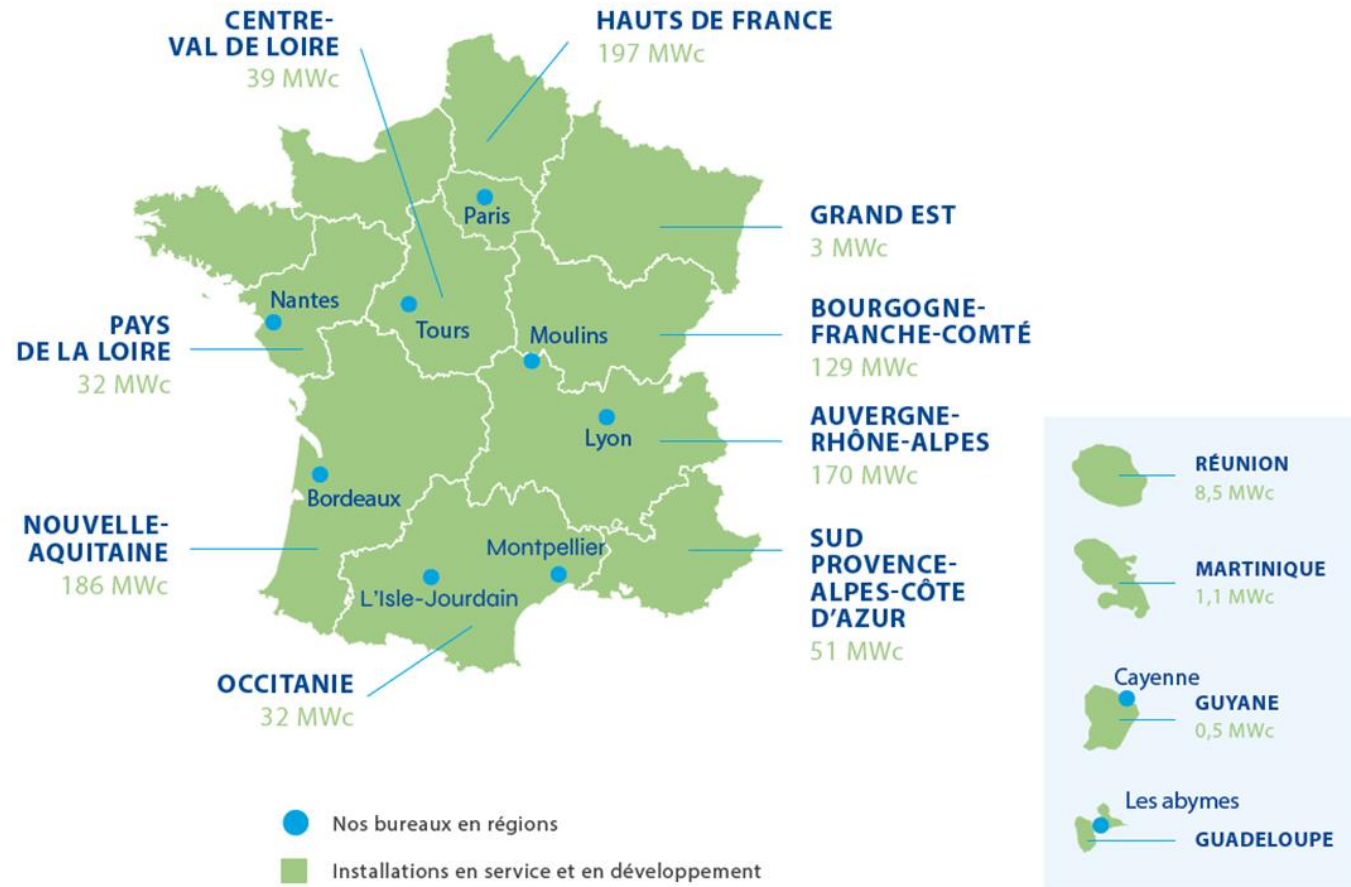 CENTRE-
VAL DE LOIRE
39 MWc
HAUTS DE FRANCE
197 MWc
Paris
GRAND EST
3 MWc
Nantes
Tours
Moulins
BOURGOGNE-
FRANCHE-COMTÉ
129 MWc
PAYS
DE LA LOIRE
32 MWc
Lyon
AUVERGNE-
RHÔNE-ALPES
170 MWc
Bordeaux
NOUVELLE-
AQUITAINE
186 MWc
Montpellier
L'Isle-Jourdain
SUD
PROVENCE-
ALPES-CÔTE
D'AZUR
51 MWc
OCCITANIE
32 MWc
RÉUNION
8,5 MWc
MARTINIQUE
1,1 MWc
Cayenne
GUYANE
0,5 MWc
Les abymes
GUADELOUPE
Nos bureaux en régions
Installations en service et en développement